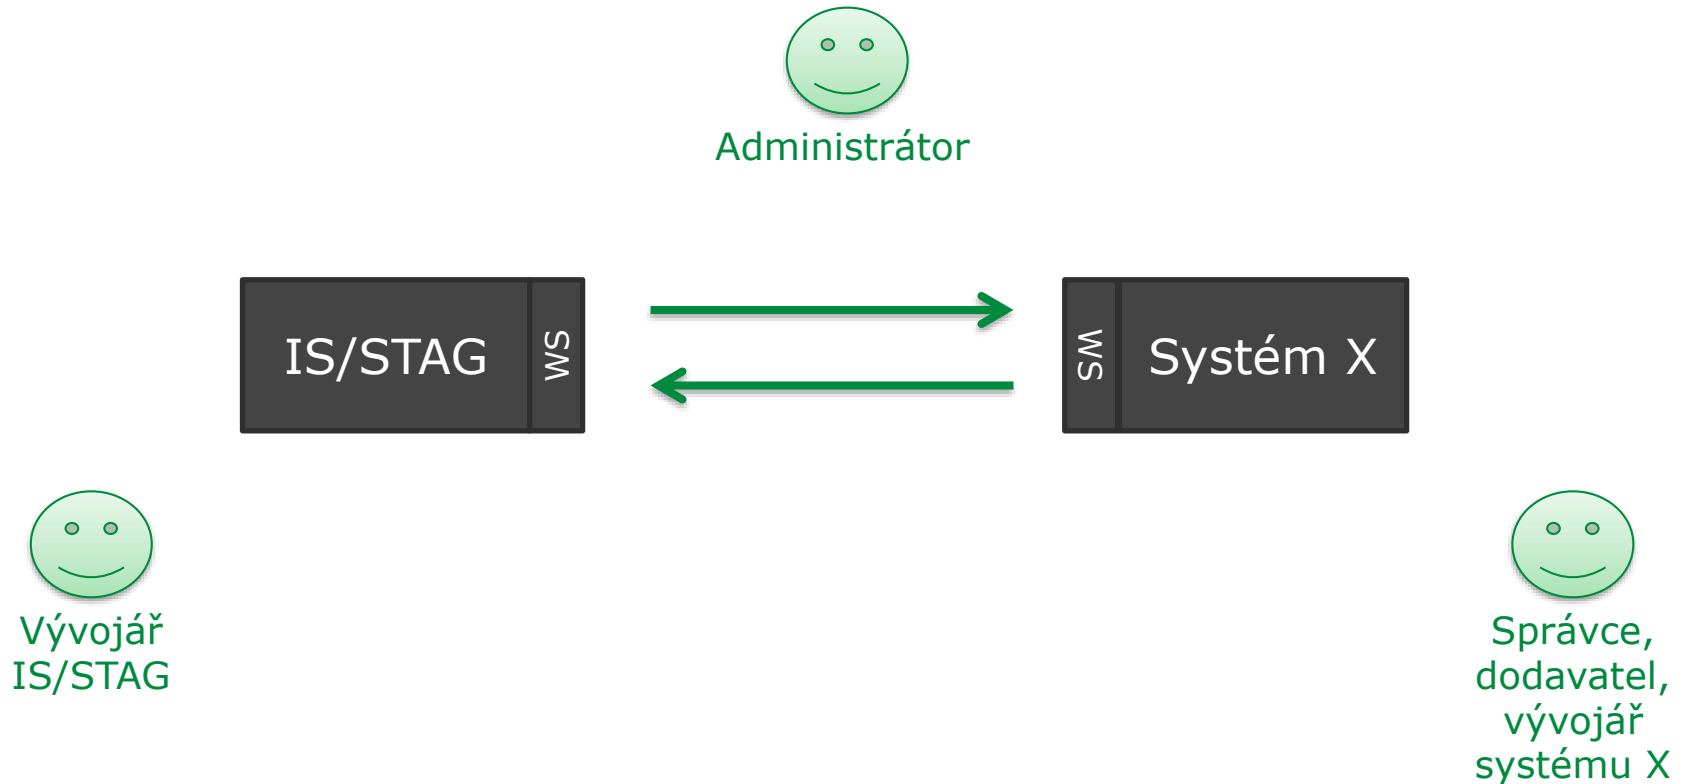 Administrátor
IS/STAG
WS
WS
Systém X
Vývojář
IS/STAG
Správce,
dodavatel,
vývojář
systému X